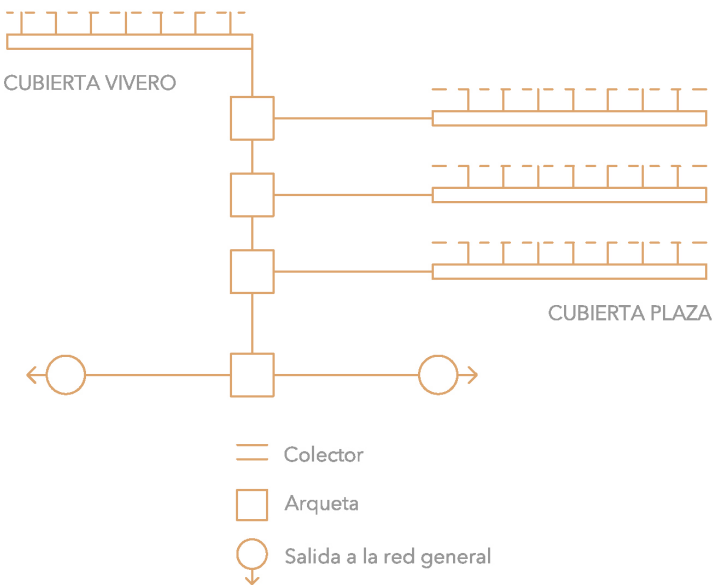 CUBIERTA VIVERO
CUBIERTA PLAZA
Colector
Arqueta
Salida a la red general